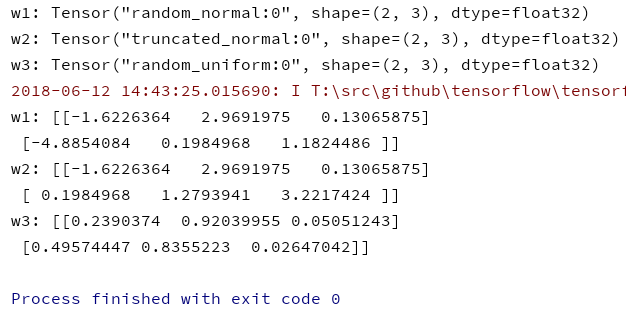 w1: Tensor("random_normal:0", shape=(2, 3), dtype=float32)
w2: Tensor("truncated_normal:0", shape=(2, 3), dtype=float32)
w3: Tensor("random_uniform:0", shape=(2, 3), dtype=float32)
2018-06-12 14:43:25.015690: I T:\src\github\tensorflow\tensorf
w1: [[-1.6226364   2.9691975   0.13065875]
 [-4.8854084   0.1984968   1.1824486 ]]
w2: [[-1.6226364   2.9691975   0.13065875]
 [ 0.1984968   1.2793941   3.2217424 ]]
w3: [[0.2390374  0.92039955 0.05051243]
 [0.49574447 0.8355223  0.02647042]]
Process finished with exit code 0